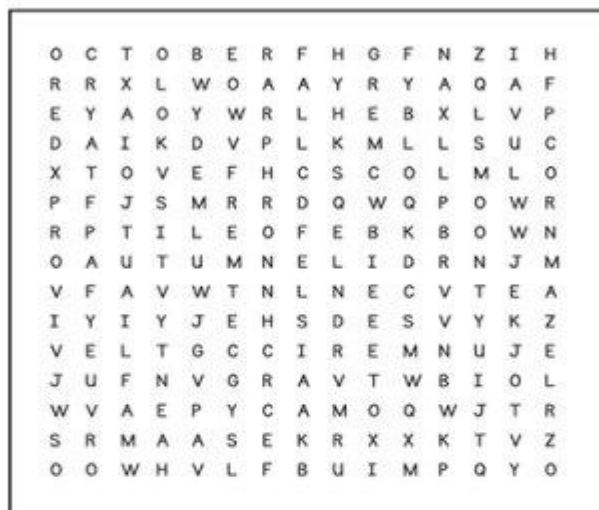 O C T O B E R F H G F N Z I H
R R X L W O A A Y R Y A Q A F
E Y A O Y W R L H E B X L V P
D A I K D V P L K M L L S U C
X T O V E F H C S C O L M L O
P F J S M R R D Q W Q P O W R
R P T I L E O F E B K B O W N
O A U T U M N E L I D R N J M
V F A V W T N L N E C V T E A
I Y I Y J E H S D E S V Y K Z
V E L T G C C I R E M N U J E
J U F N V G R A V T W B I O L
W V A E P Y C A M O Q W J T R
S R M A A S E K R X X K T V Z
O O W H V L F B U I M P Q Y O